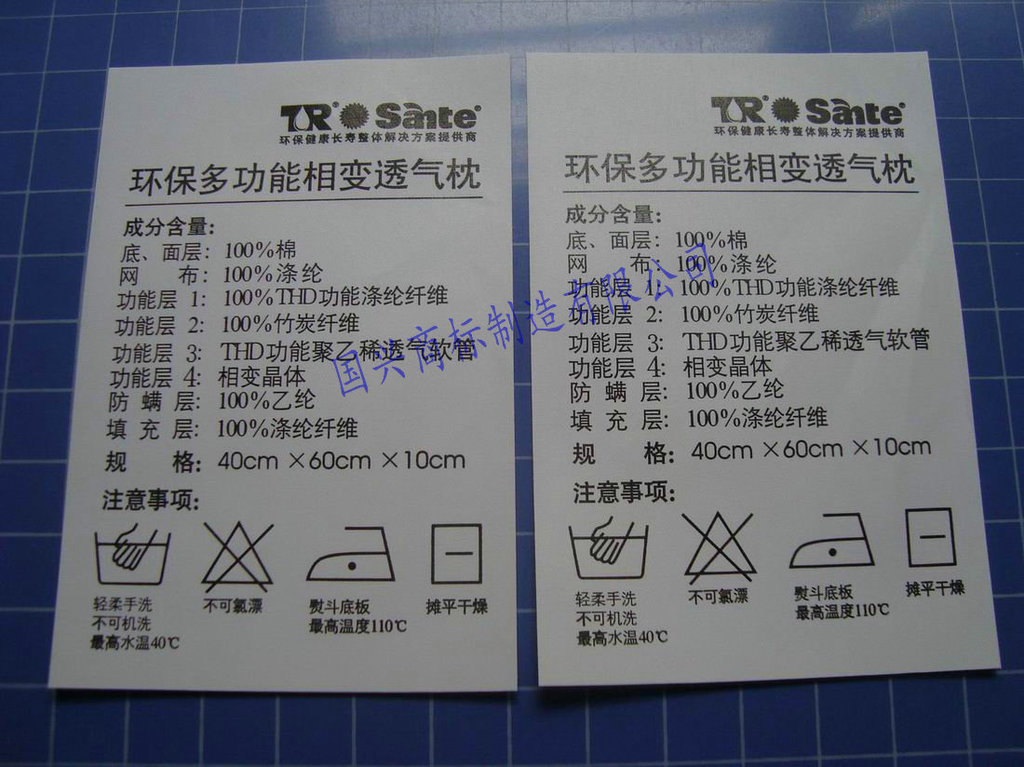 TR® Sante®
环保健康长寿整体解决方案提供商
环保多功能相变透气枕
成分含量：
底、面层：100%棉
网 布：100%涤纶
功能层 1：100%THD功能涤纶纤维
功能层 2：100%竹炭纤维
功能层 3：THD功能聚乙稀透气软管
功能层 4：相变晶体
防 螨 层：100%乙纶
填 充 层：100%涤纶纤维
规 格：40cm ×60cm ×10cm
注意事项：
轻柔手洗
不可机洗
最高水温40℃
不可氯漂
熨斗底板
最高温度110℃
摊平干燥
TR® Sante®
环保健康长寿整体解决方案提供商
环保多功能相变透气枕
成分含量：
底、面层：100%棉
网 布：100%涤纶
功能层 1：100%THD功能涤纶纤维
功能层 2：100%竹炭纤维
功能层 3：THD功能聚乙稀透气软管
功能层 4：相变晶体
防 螨 层：100%乙纶
填 充 层：100%涤纶纤维
规 格：40cm ×60cm ×10cm
注意事项：
轻柔手洗
不可机洗
最高水温40℃
不可氯漂
熨斗底板
最高温度110℃
摊平干燥
国兴商标制造有限公司